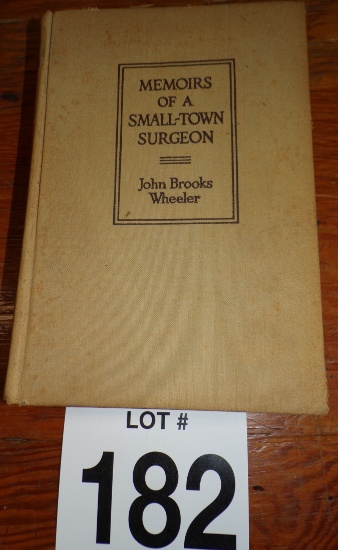 MEMOIRS
OF A
SMALL-TOWN
SURGEON
John Brooks
Wheeler
LOT #
182